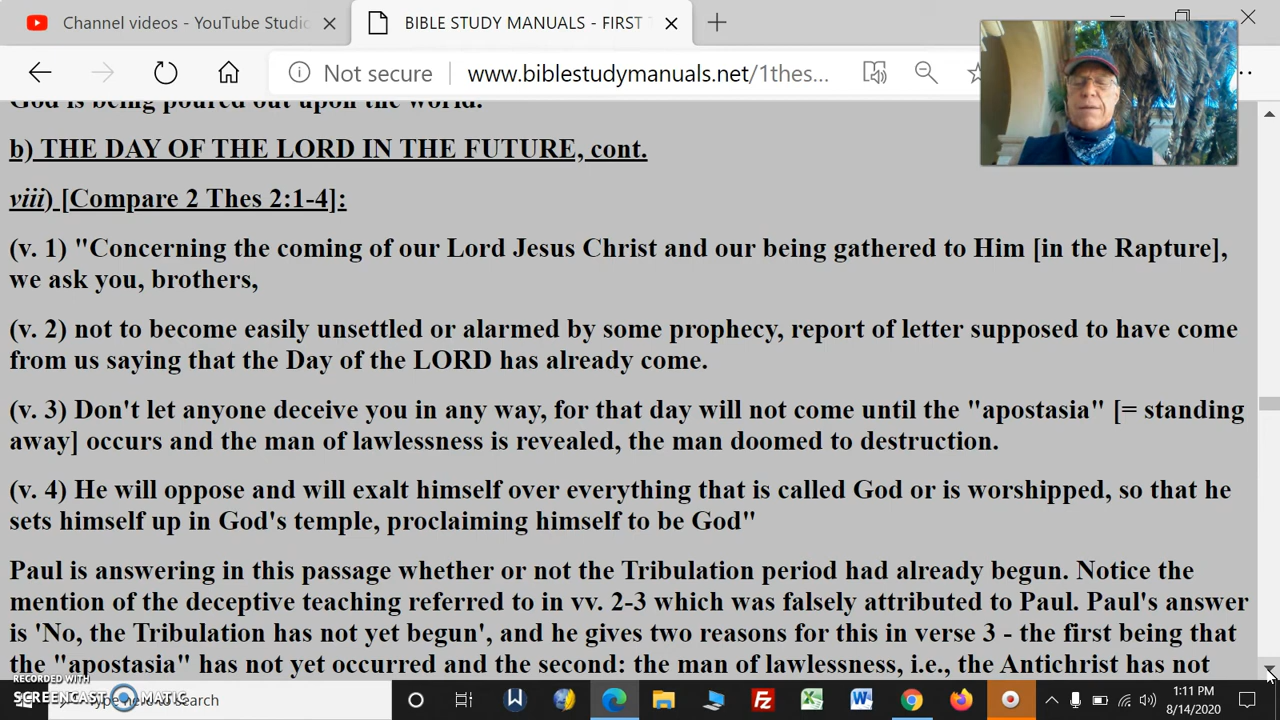 Channel videos - YouTube Studio
BIBLE STUDY MANUALS - FIRST
Not secure
www.biblestudymanuals.net/1thes...
God is being poured out upon the world.
b) THE DAY OF THE LORD IN THE FUTURE, cont.
viii) [Compare 2 Thes 2:1-4]:
(v. 1) "Concerning the coming of our Lord Jesus Christ and our being gathered to Him [in the Rapture],
we ask you, brothers,
(v. 2) not to become easily unsettled or alarmed by some prophecy, report of letter supposed to have come
from us saying that the Day of the LORD has already come.
(v. 3) Don't let anyone deceive you in any way, for that day will not come until the "apostasia" [= standing
away] occurs and the man of lawlessness is revealed, the man doomed to destruction.
(v. 4) He will oppose and will exalt himself over everything that is called God or is worshipped, so that he
sets himself up in God's temple, proclaiming himself to be God"
Paul is answering in this passage whether or not the Tribulation period had already begun. Notice the
mention of the deceptive teaching referred to in vv. 2-3 which was falsely attributed to Paul. Paul's answer
is 'No, the Tribulation has not yet begun', and he gives two reasons for this in verse 3 - the first being that
the "apostasia" has not yet occurred and the second: the man of lawlessness, i.e., the Antichrist has not
RECORDED WITH
SCREENCAST MATIC
Type here to search
1:11 PM
8/14/2020